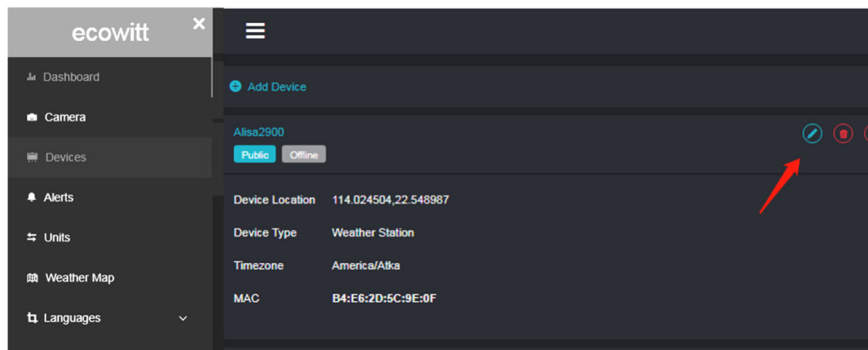 ecowitt
Dashboard
Camera
Devices
Alerts
Units
Weather Map
Languages
Add Device
Alisa2900
Public Offline
Device Location 114.024504,22.548987
Device Type Weather Station
Timezone America/Atka
MAC B4:E6:2D:5C:9E:0F